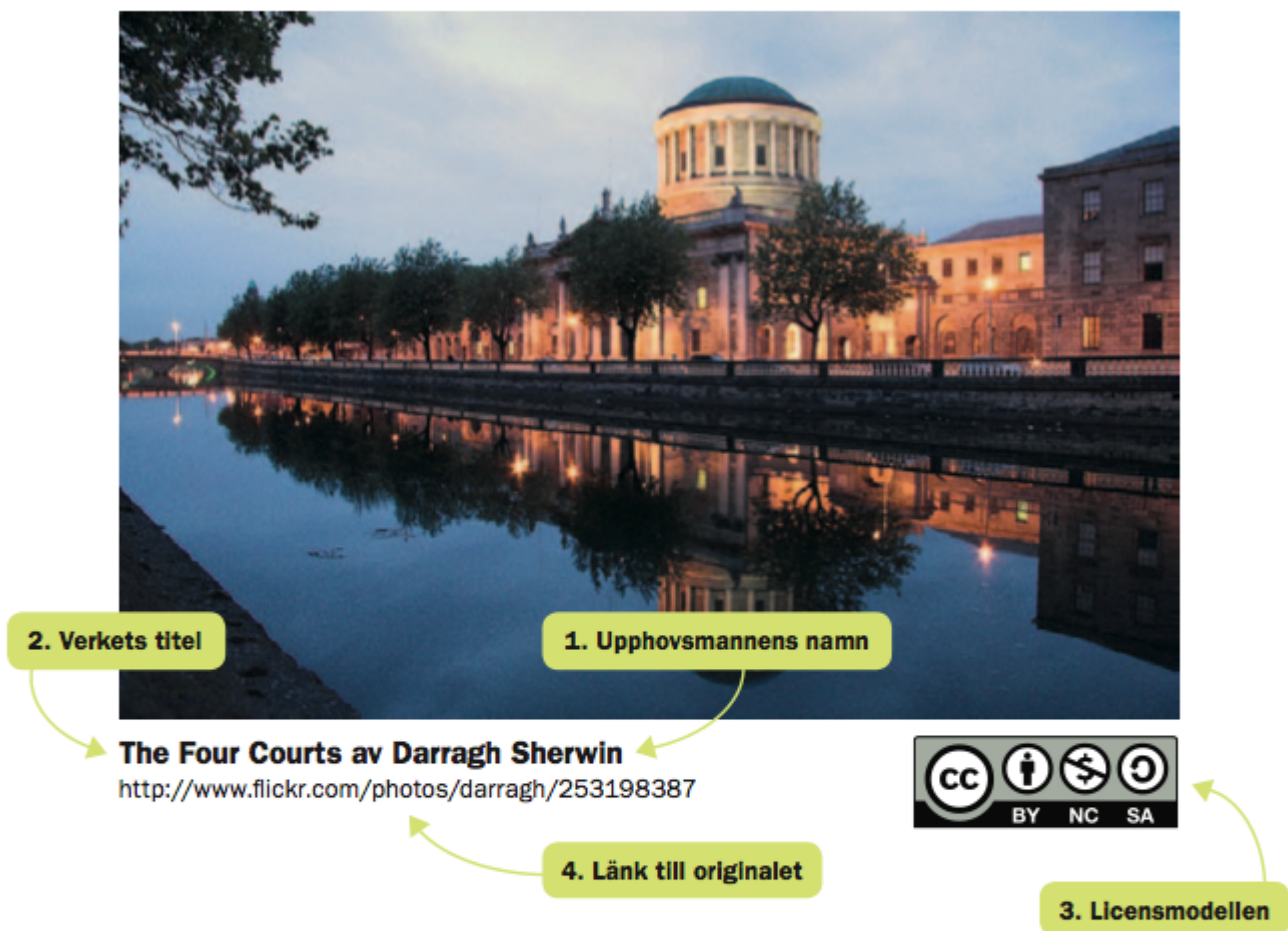 2. Verkets titel
1. Upphovsmannens namn
The Four Courts av Darragh Sherwin
http://www.flickr.com/photos/darragh/253198387
cc
BY NC SA
4. Länk till originalet
3. Licensmodellen